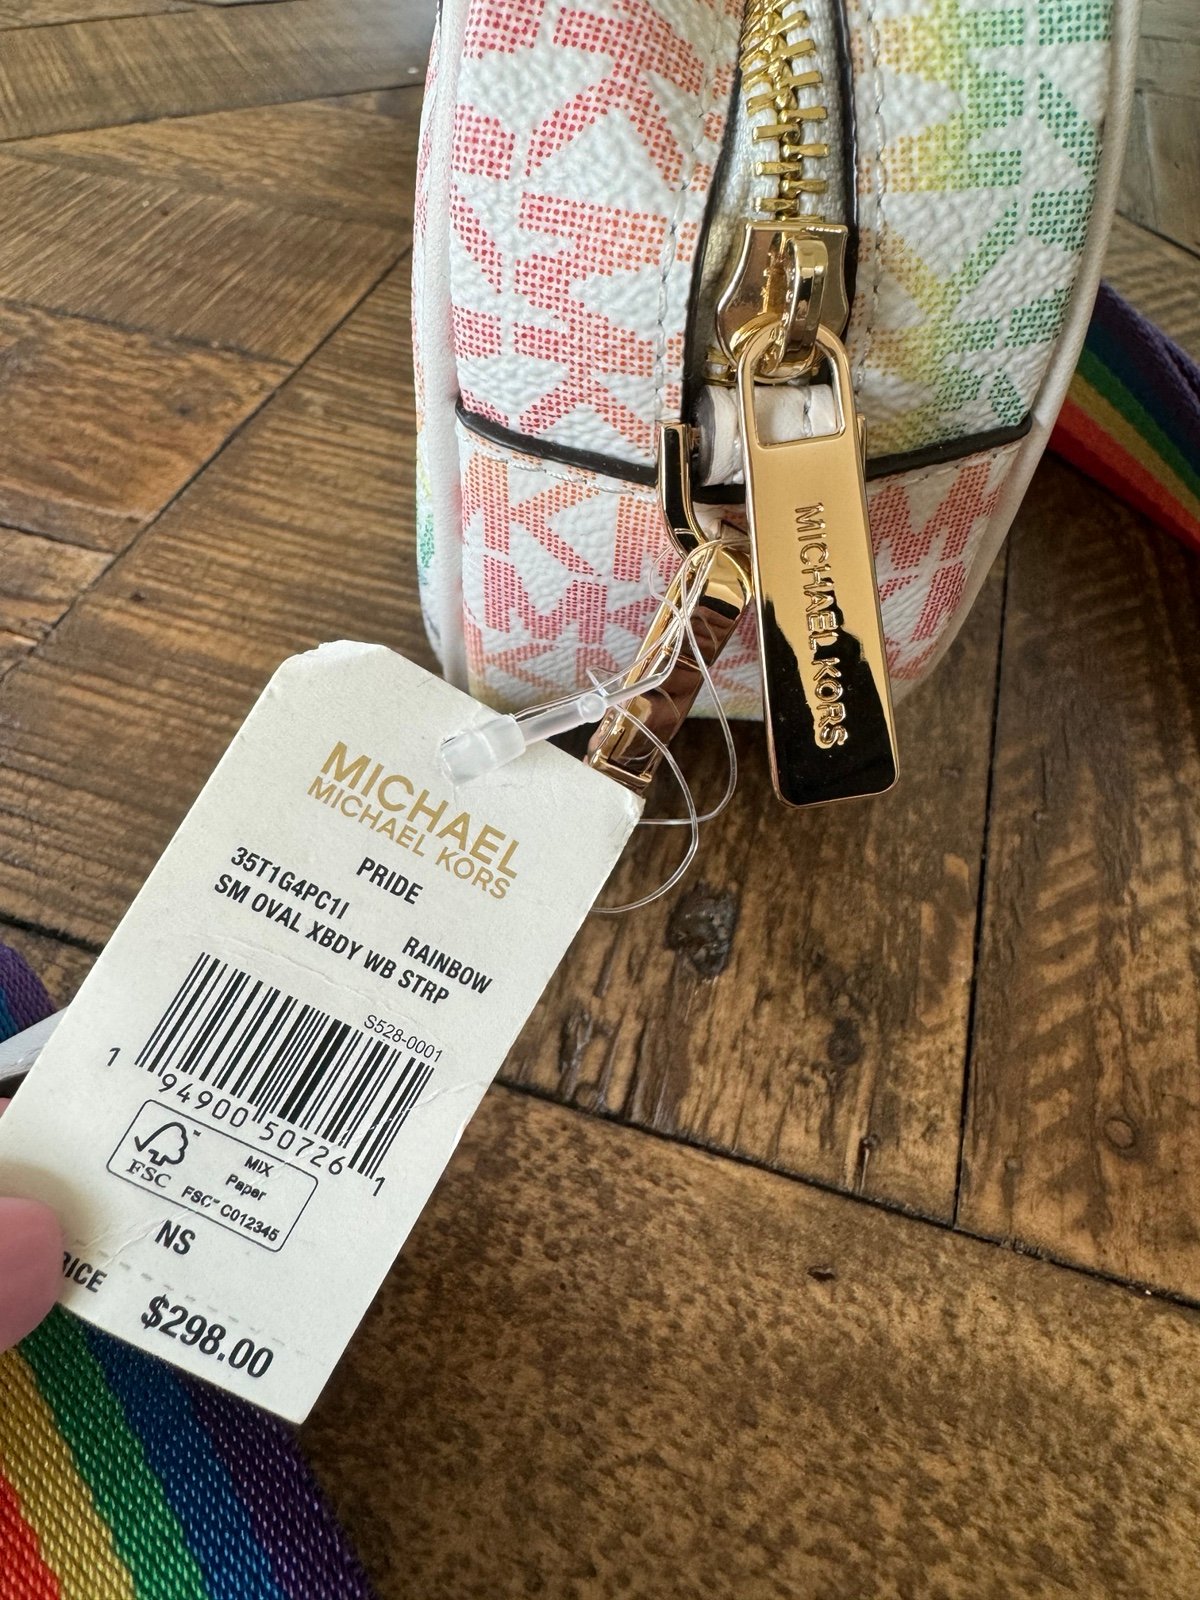 MICHAEL KORS
MICHAEL
MICHAEL KORS
PRIDE
35T1G4PC1I RAINBOW
SM OVAL XBDY WB STRP
S528-0001
1 94900 50726 1
FSC MIX
Paper
FSC™ C012345
NS
RICE
$298.00